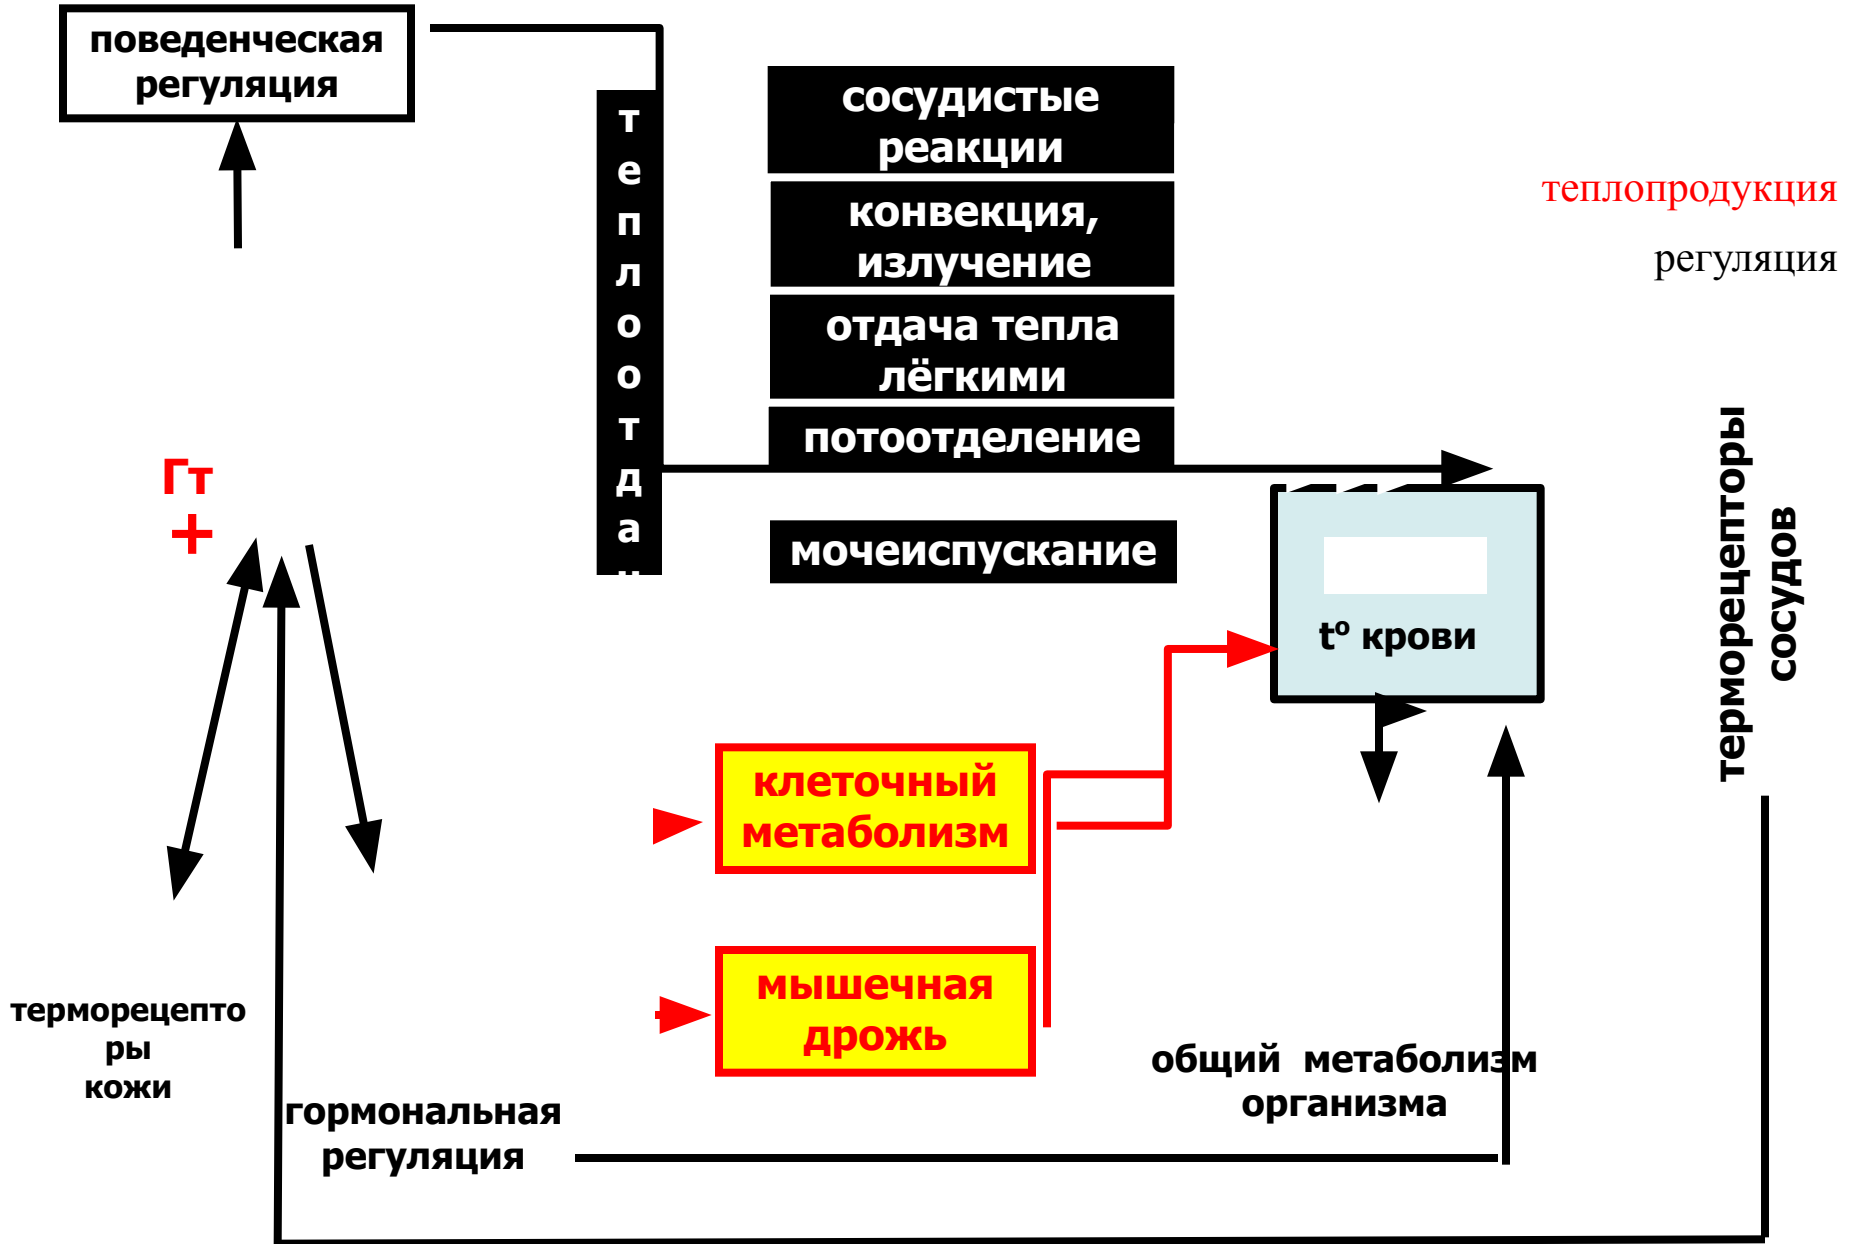 поведенческая
регуляция
т
е
п
л
о
о
т
д
а
сосудистые
реакции
конвекция,
излучение
отдача тепла
лёгкими
потоотделение
мочеиспускание
теплопродукция
регуляция
Гт
+
tº крови
терморецепторы
сосудов
клеточный
метаболизм
мышечная
дрожь
терморецепто
ры
кожи
гормональная
регуляция
общий метаболизм
организма